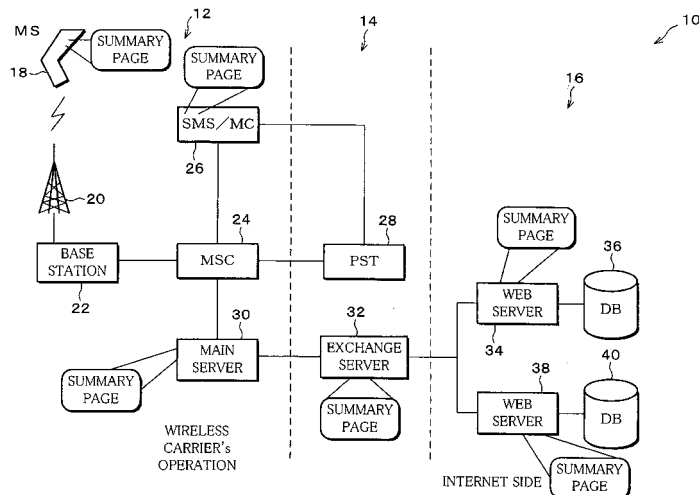 10
MS
12
14
16
SUMMARY
PAGE
18
SUMMARY
PAGE
SMS/MC
26
20
SUMMARY
PAGE
24
28
36
BASE
STATION
22
MSC
PST
WEB
SERVER
34
DB
30
32
MAIN
SERVER
EXCHANGE
SERVER
38
40
SUMMARY
PAGE
SUMMARY
PAGE
WEB
SERVER
DB
WIRELESS
CARRIER's
OPERATION
INTERNET SIDE
SUMMARY
PAGE